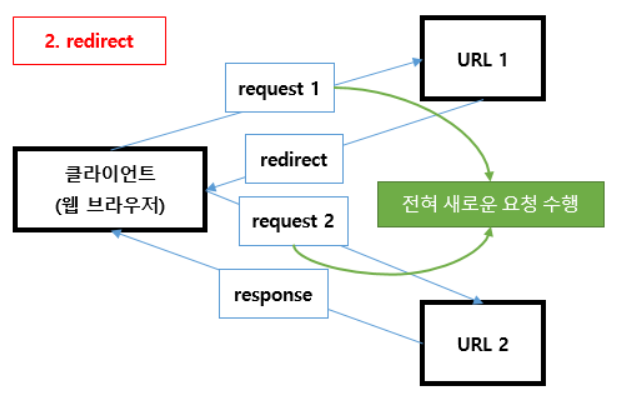 2. redirect
URL 1
request 1
redirect
클라이언트
(웹 브라우저)
전혀 새로운 요청 수행
request 2
response
URL 2